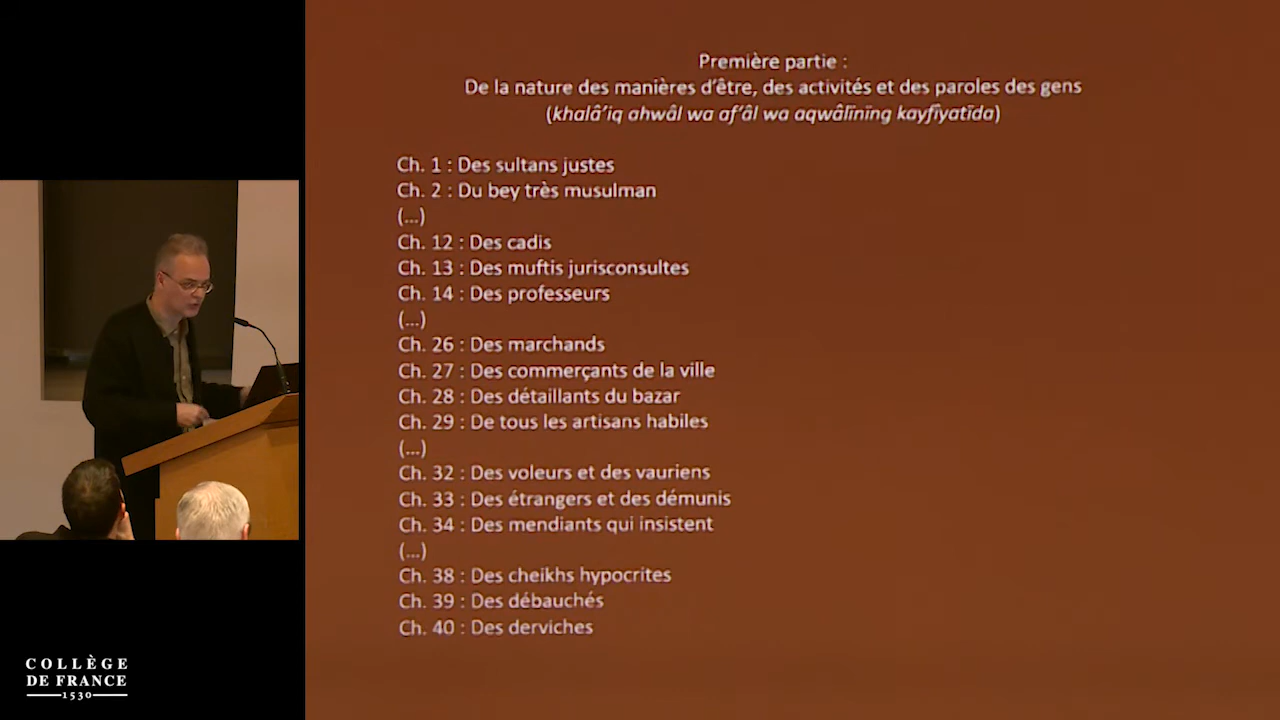 Première partie :
De la nature des manières d'être, des activités et des paroles des gens
(khalâ'iq ahwâl wa af'âl wa aqwâlïnïng kayfîyatïda)
Ch. 1 : Des sultans justes
Ch. 2 : Du bey très musulman
(...)
Ch. 12 : Des cadis
Ch. 13 : Des muftis jurisconsultes
Ch. 14 : Des professeurs
(...)
Ch. 26 : Des marchands
Ch. 27 : Des commerçants de la ville
Ch. 28 : Des détaillants du bazar
Ch. 29 : De tous les artisans habiles
(...)
Ch. 32 : Des voleurs et des vauriens
Ch. 33 : Des étrangers et des démunis
Ch. 34 : Des mendiants qui insistent
(...)
Ch. 38 : Des cheikhs hypocrites
Ch. 39 : Des débauchés
Ch. 40 : Des derviches
COLLÈGE
DE FRANCE
1530